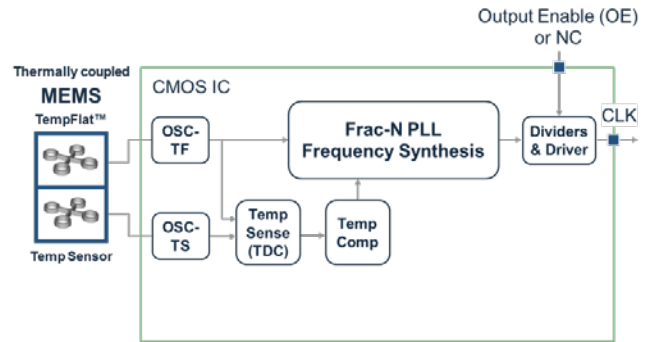 Output Enable (OE)
or NC
Thermally coupled
MEMS
TempFlat™
CMOS IC
OSC-
TF
Frac-N PLL
Frequency Synthesis
Dividers
& Driver
CLK
OSC-
TS
Temp
Sense
(TDC)
Temp
Comp
Temp Sensor